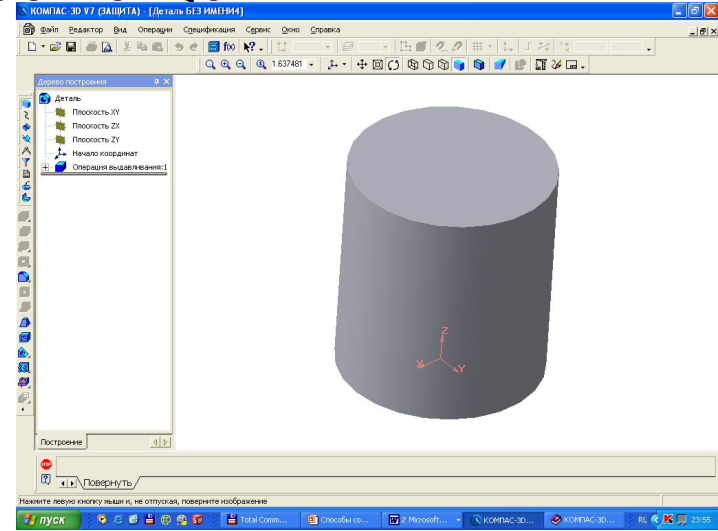 КОМПАС-3D V7 (ЗАЩИТА) - [Деталь БЕЗ ИМЕНИ4]
Файл Редактор Вид Операции Спецификация Сервис Окно Справка
f(x)
1.637481
Дерево построения
Деталь
Плоскость XY
Плоскость ZX
Плоскость ZY
Начало координат
Операция выдавливания:1
Z
X
Y
Построение
STOP
Повернуть
Нажмите левую кнопку мыши и, не отпуская, поверните изображение
пуск Total Comm... Способы со... 2 Microsoft... КОМПАС-3D... КОМПАС-3D... RL 23:55